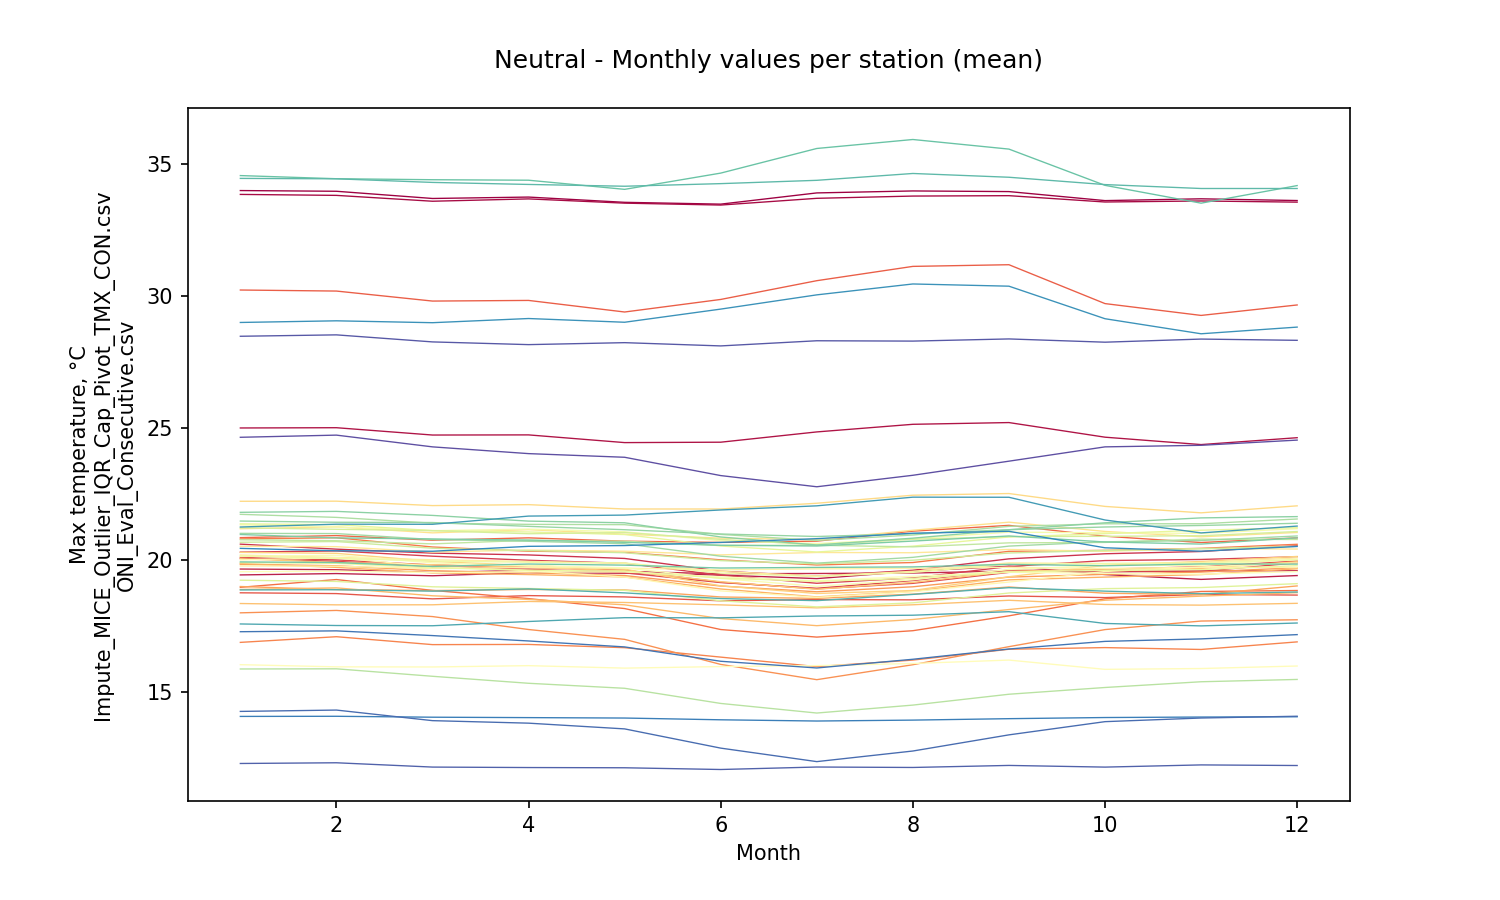 Neutral - Monthly values per station (mean)
Max temperature, °C
Impute_MICE_Outlier_IQR_Cap_Pivot_TMX_CON.csv
ONI_Eval_Consecutive.csv
35
30
25
20
15
2 4 6 8 10 12
Month